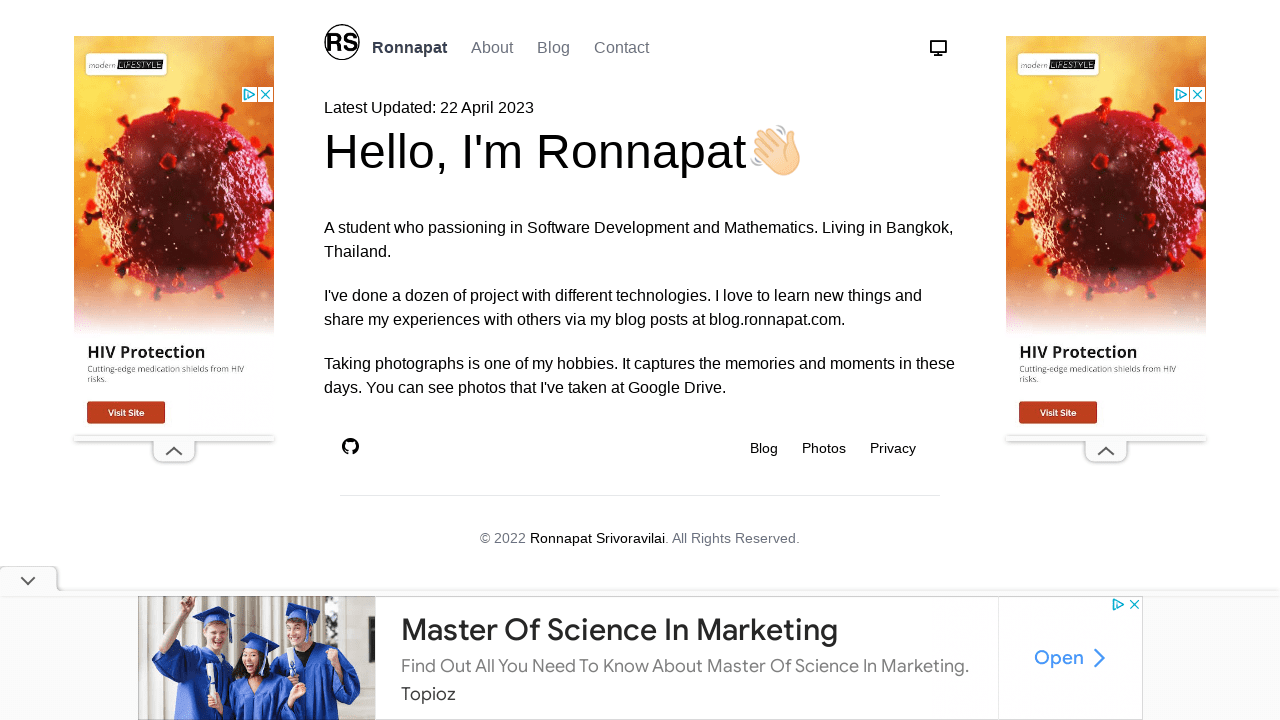 RS Ronnapat About Blog Contact
Latest Updated: 22 April 2023
Hello, I'm Ronnapat👋🏼
A student who passioning in Software Development and Mathematics. Living in Bangkok,
Thailand.
I've done a dozen of project with different technologies. I love to learn new things and
share my experiences with others via my blog posts at blog.ronnapat.com.
Taking photographs is one of my hobbies. It captures the memories and moments in these
days. You can see photos that I've taken at Google Drive.
Blog Photos Privacy
© 2022 Ronnapat Srivoravilai. All Rights Reserved.
modern LIFESTYLE
HIV Protection
Cutting-edge medication shields from HIV
risks.
Visit Site
modern LIFESTYLE
HIV Protection
Cutting-edge medication shields from HIV
risks.
Visit Site
Master Of Science In Marketing
Find Out All You Need To Know About Master Of Science In Marketing.
Topioz
Open